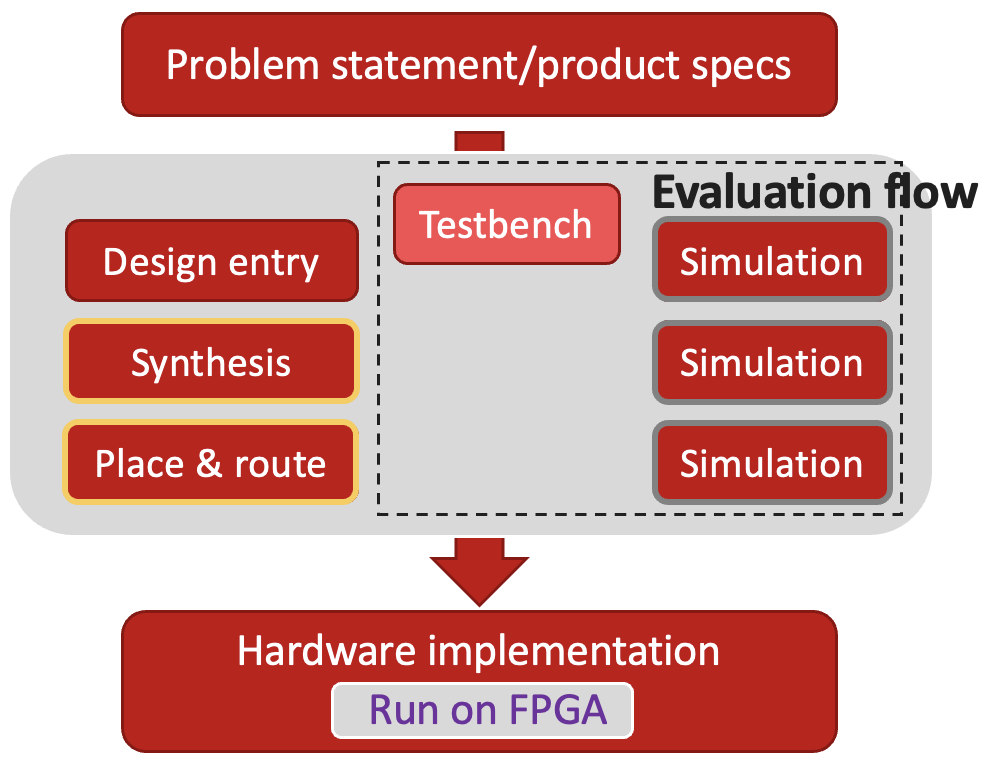 Problem statement/product specs
Evaluation flow
Testbench
Design entry
Simulation
Synthesis
Simulation
Place & route
Simulation
Hardware implementation
Run on FPGA